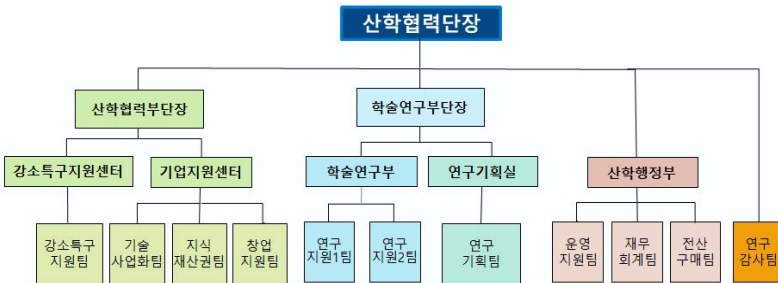 산학협력단장
산학협력부단장
학술연구부단장
강소특구지원센터
기업지원센터
학술연구부
연구기획실
산학행정부
강소특구
지원팀
기술
사업화팀
지식
재산권팀
창업
지원팀
연구
지원1팀
연구
지원2팀
연구
기획팀
운영
지원팀
재무
회계팀
전산
구매팀
연구
감사팀